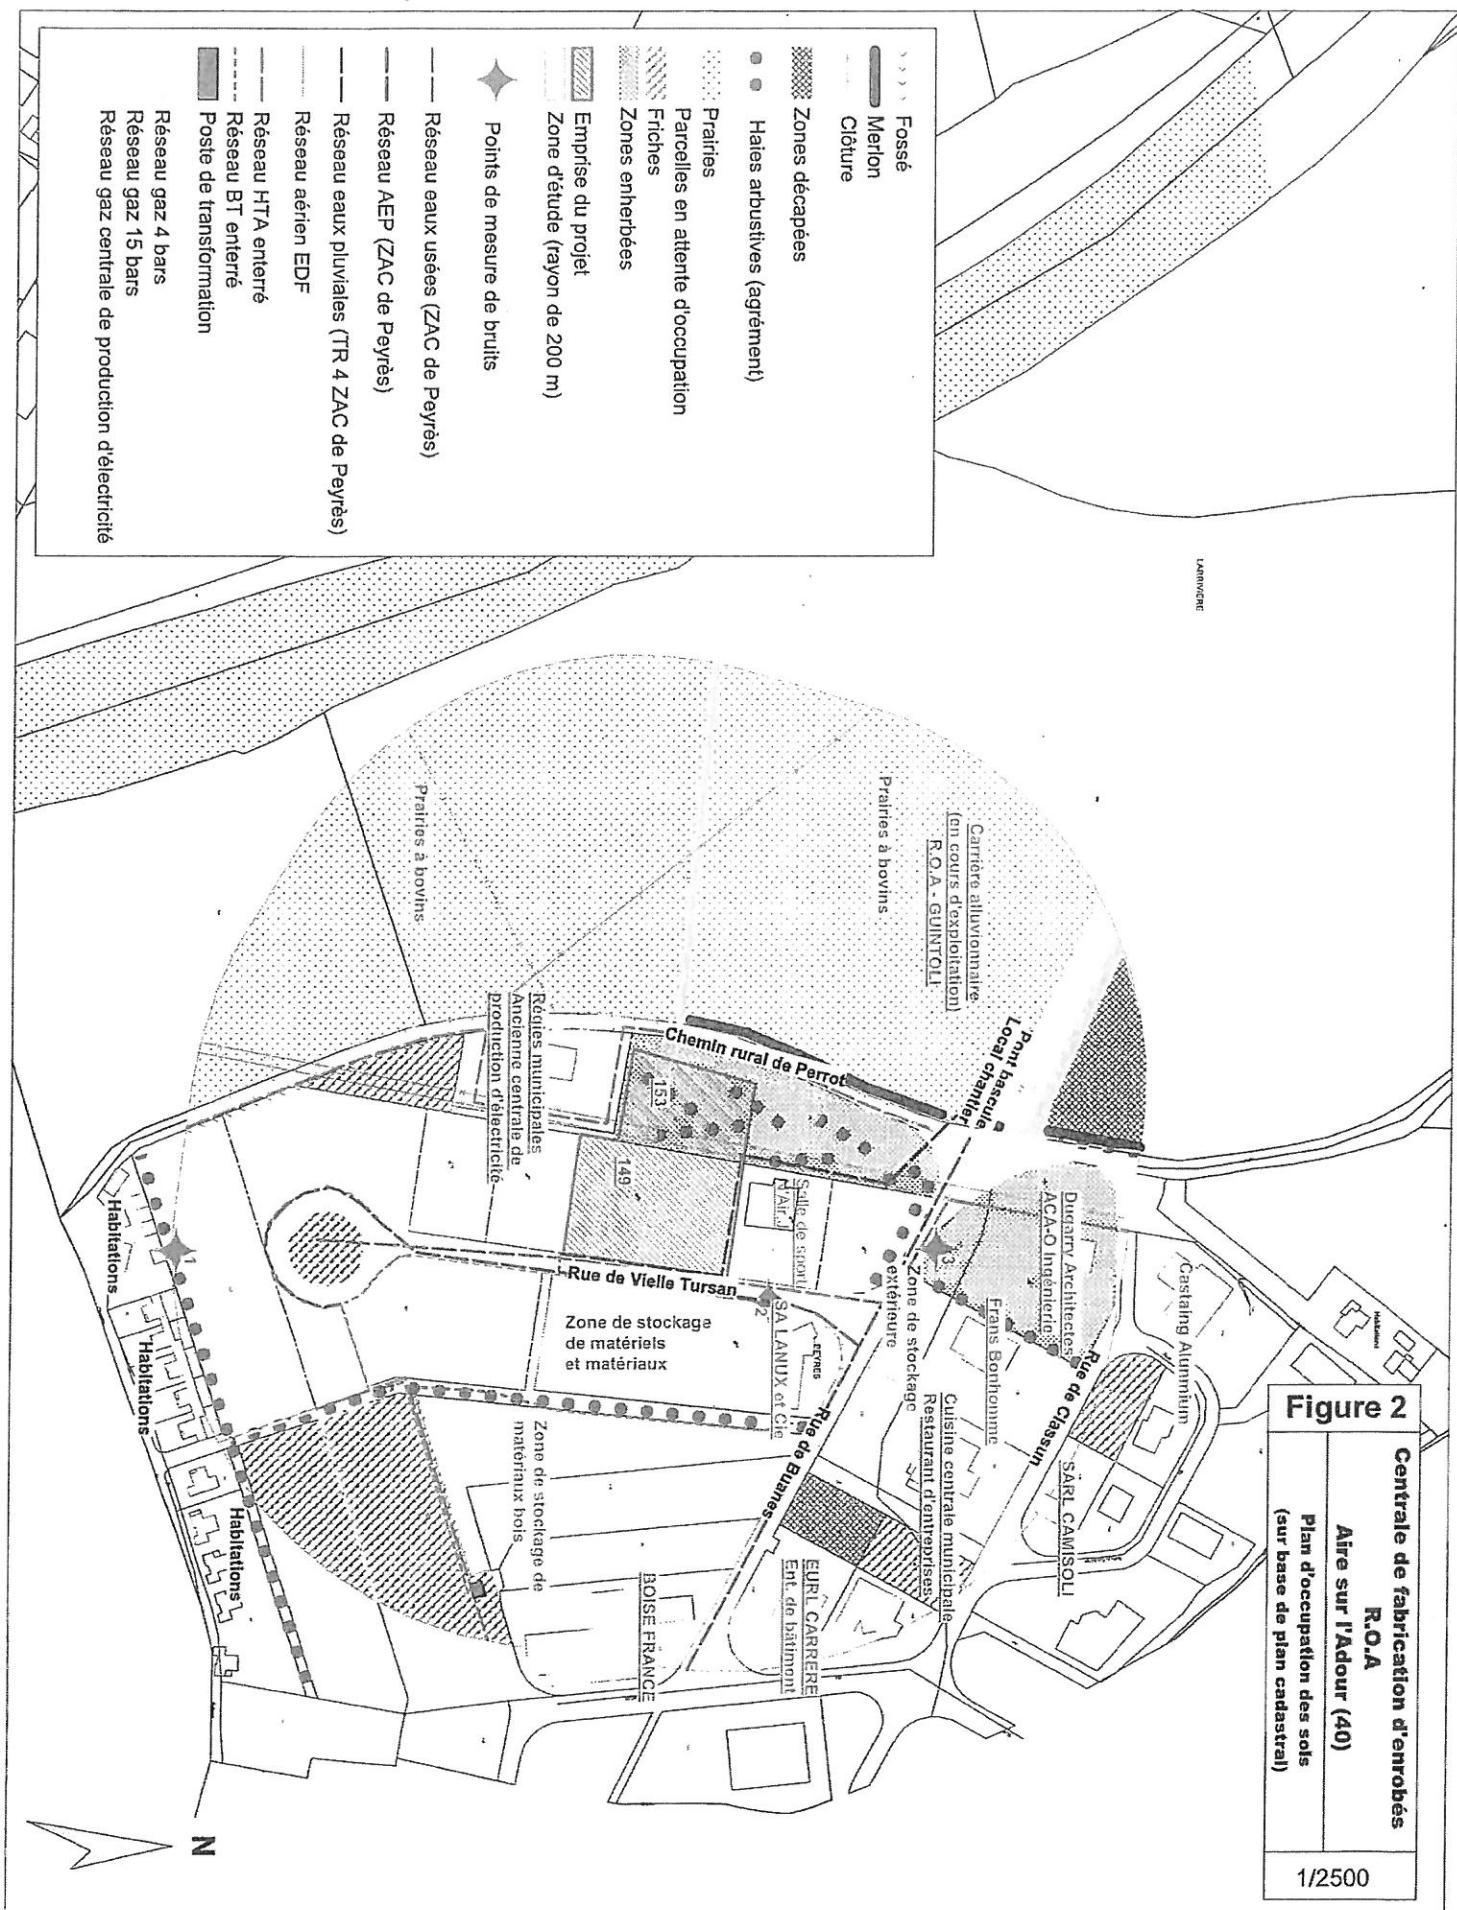 Figure 2
Centrale de fabrication d'enrobés
R.O.A
Aire sur l'Adour (40)
Plan d'occupation des sols
(sur base de plan cadastral)
1/2500
Fossé
Merlon
Clôture
Zones décapées
Haies arbustives (agrément)
Prairies
Parcelles en attente d'occupation
Friches
Zones enherbées
Emprise du projet
Zone d'étude (rayon de 200 m)
Points de mesure de bruits
Réseau eaux usées (ZAC de Peyrès)
Réseau AEP (ZAC de Peyrès)
Réseau eaux pluviales (TR 4 ZAC de Peyrès)
Réseau aérien EDF
Réseau HTA enterré
Réseau BT enterré
Poste de transformation
Réseau gaz 4 bars
Réseau gaz 15 bars
Réseau gaz centrale de production d'électricité
LARRIVIERE
Carrière alluvionnaire
(en cours d'exploitation)
R.O.A - GUINTOLI
Prairies à bovins
Prairies à bovins
Pont bascule
Local chantier
Chemin rural de Perrot
Régies municipales
Ancienne centrale de
production d'électricité
153
149
Salle de sport
Dugarry Architectes
ACA-O Ingénierie
Castaing Aluminium
Habitations
3
Zone de stockage
extérieure
Frans Bonhomme
Rue de Classun
SARL CAMISOLI
Cuisine centrale municipale
Restaurant d'entreprises
Rue de Vielle Tursan
2
SA LANUX et Cie
PEYRES
Zone de stockage
de matériels
et matériaux
Rue de Buanes
EURL CARRERE
Ent. de bâtiment
BOISE FRANCE
Zone de stockage de
matériaux bois
1
Habitations
Habitations
Habitations
N